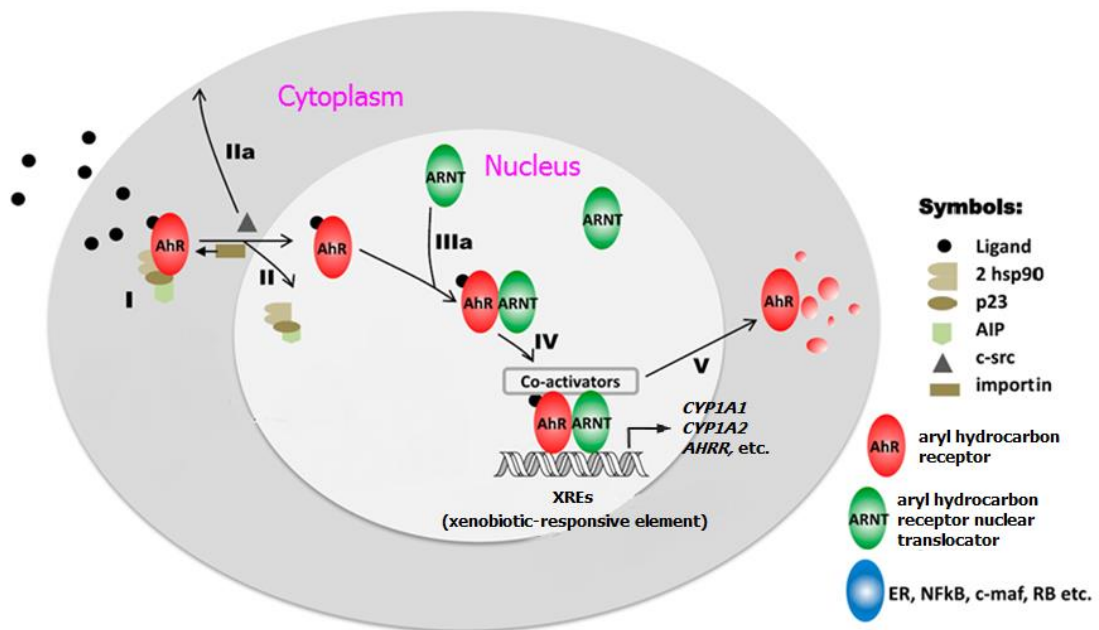 Cytoplasm
IIa
Nucleus
ARNT
ARNT
AhR
AhR
IIIa
II
I
AhR
ARNT
IV
V
AhR
Co-activators
AhR
ARNT
CYP1A1
CYP1A2
AHRR, etc.
XREs
(xenobiotic-responsive element)
Symbols:
Ligand
2 hsp90
p23
AIP
c-src
importin
AhR
aryl hydrocarbon
receptor
ARNT
aryl hydrocarbon
receptor nuclear
translocator
ER, NFkB, c-maf, RB etc.